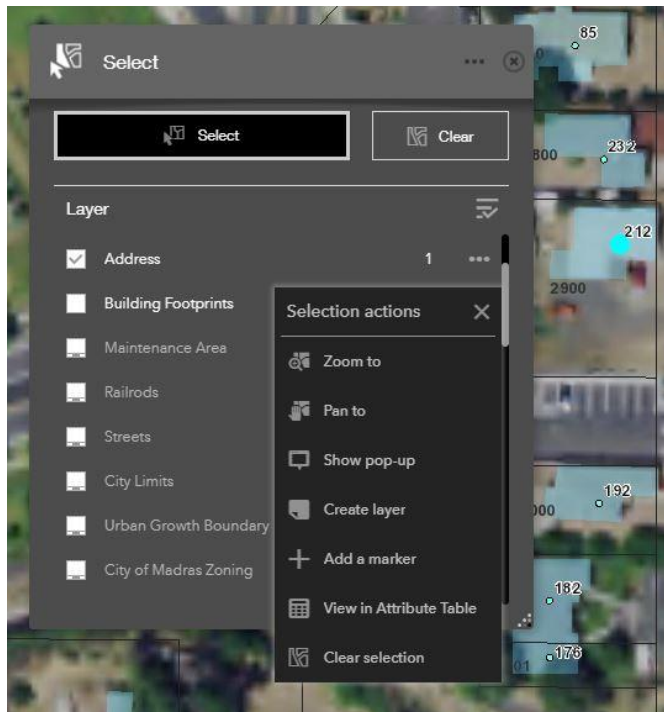 Select
Select
Clear
Layer
Address 1
Building Footprints
Maintenance Area
Railrods
Streets
City Limits
Urban Growth Boundary
City of Madras Zoning
Selection actions
Zoom to
Pan to
Show pop-up
Create layer
Add a marker
View in Attribute Table
Clear selection
85
232
800
212
2900
192
182
176